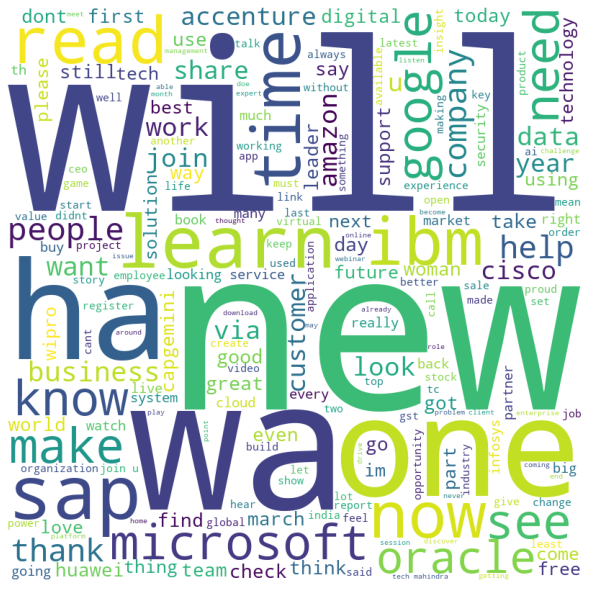 dont first accenture digital today meet insight
read use talk always latest
th still tech share say u available listen product
please google need
well able month management doe expert without key technology
will time
best work amazon something support leader company making data ai challenge
another working app security
much must experience year
join way link open using mean
ceo game life
start solution
value didnt book many last virtual next market become take right order
people learn ibm help
buy project want looking keep day online webinar
thought issue future woman better cisco
story employee service used application call sale made proud set
register
ha new
wipro cant around download already may role
capgemini via customer really look back
business create good video top stock tc got
know live great every two
system cloud problem client enterprise
world watch even gst partner job
make play point build go opportunity infosys
organization join u im part industry big coming end
sap wa one
let show drive never give change
power love hear lot report india feel
home find global march now see
platform microsoft session discover least
thank check think said oracle come
going huawei thing team tech mahindra getting free